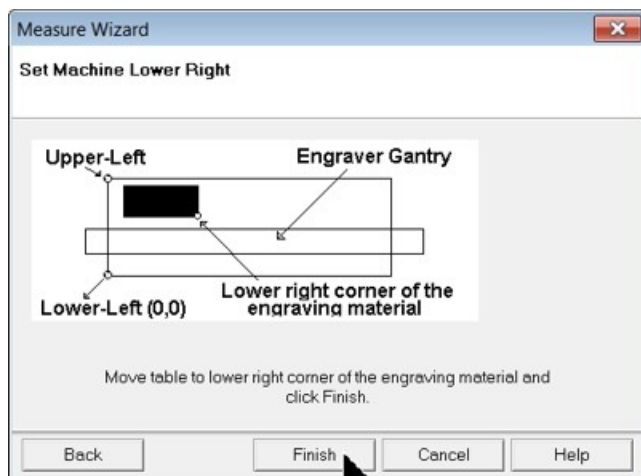 Measure Wizard
Set Machine Lower Right
Upper-Left
Engraver Gantry
Lower-Left (0,0)
Lower right corner of the
engraving material
Move table to lower right corner of the engraving material and
click Finish.
Back
Finish
Cancel
Help